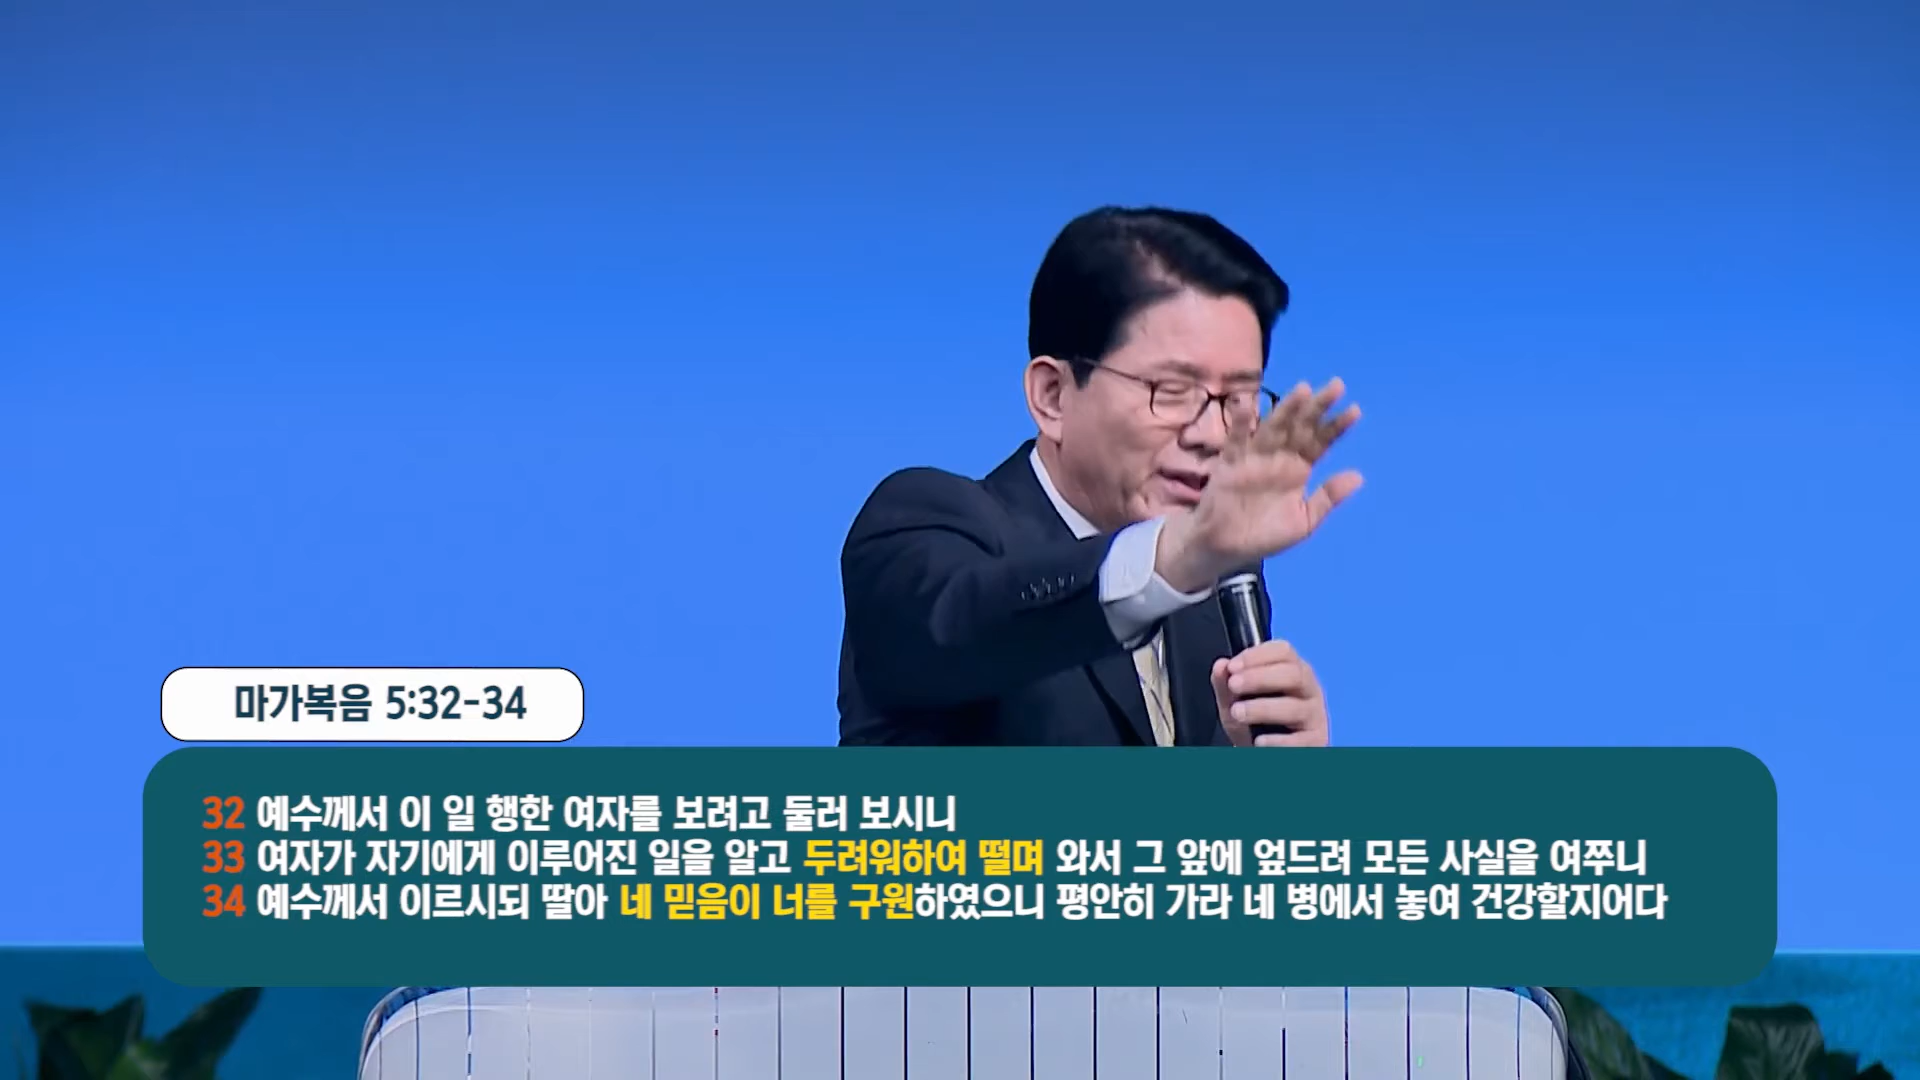 마가복음 5:32-34
32 예수께서 이 일 행한 여자를 보려고 둘러 보시니
33 여자가 자기에게 이루어진 일을 알고 두려워하여 떨며 와서 그 앞에 엎드려 모든 사실을 여쭈니
34 예수께서 이르시되 딸아 네 믿음이 너를 구원하였으니 평안히 가라 네 병에서 놓여 건강할지어다